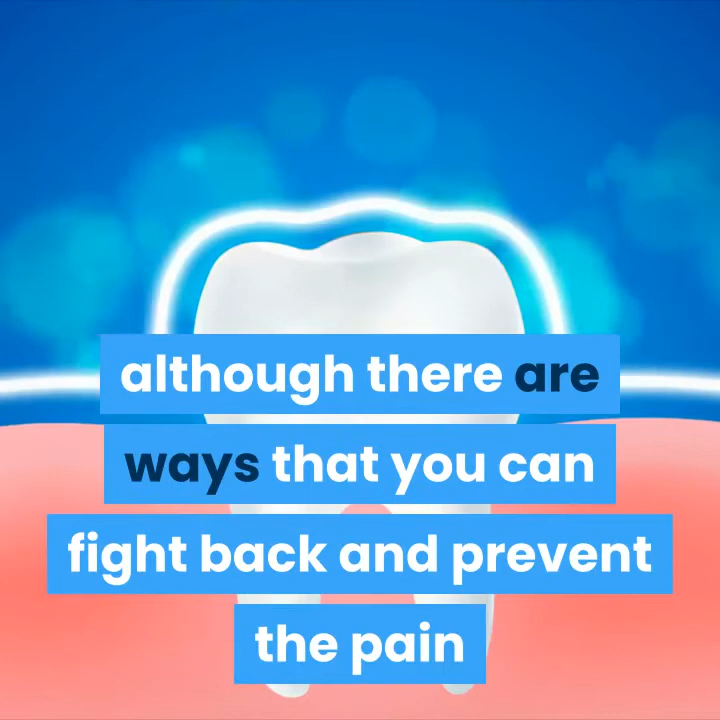 although there are
ways that you can
fight back and prevent
the pain